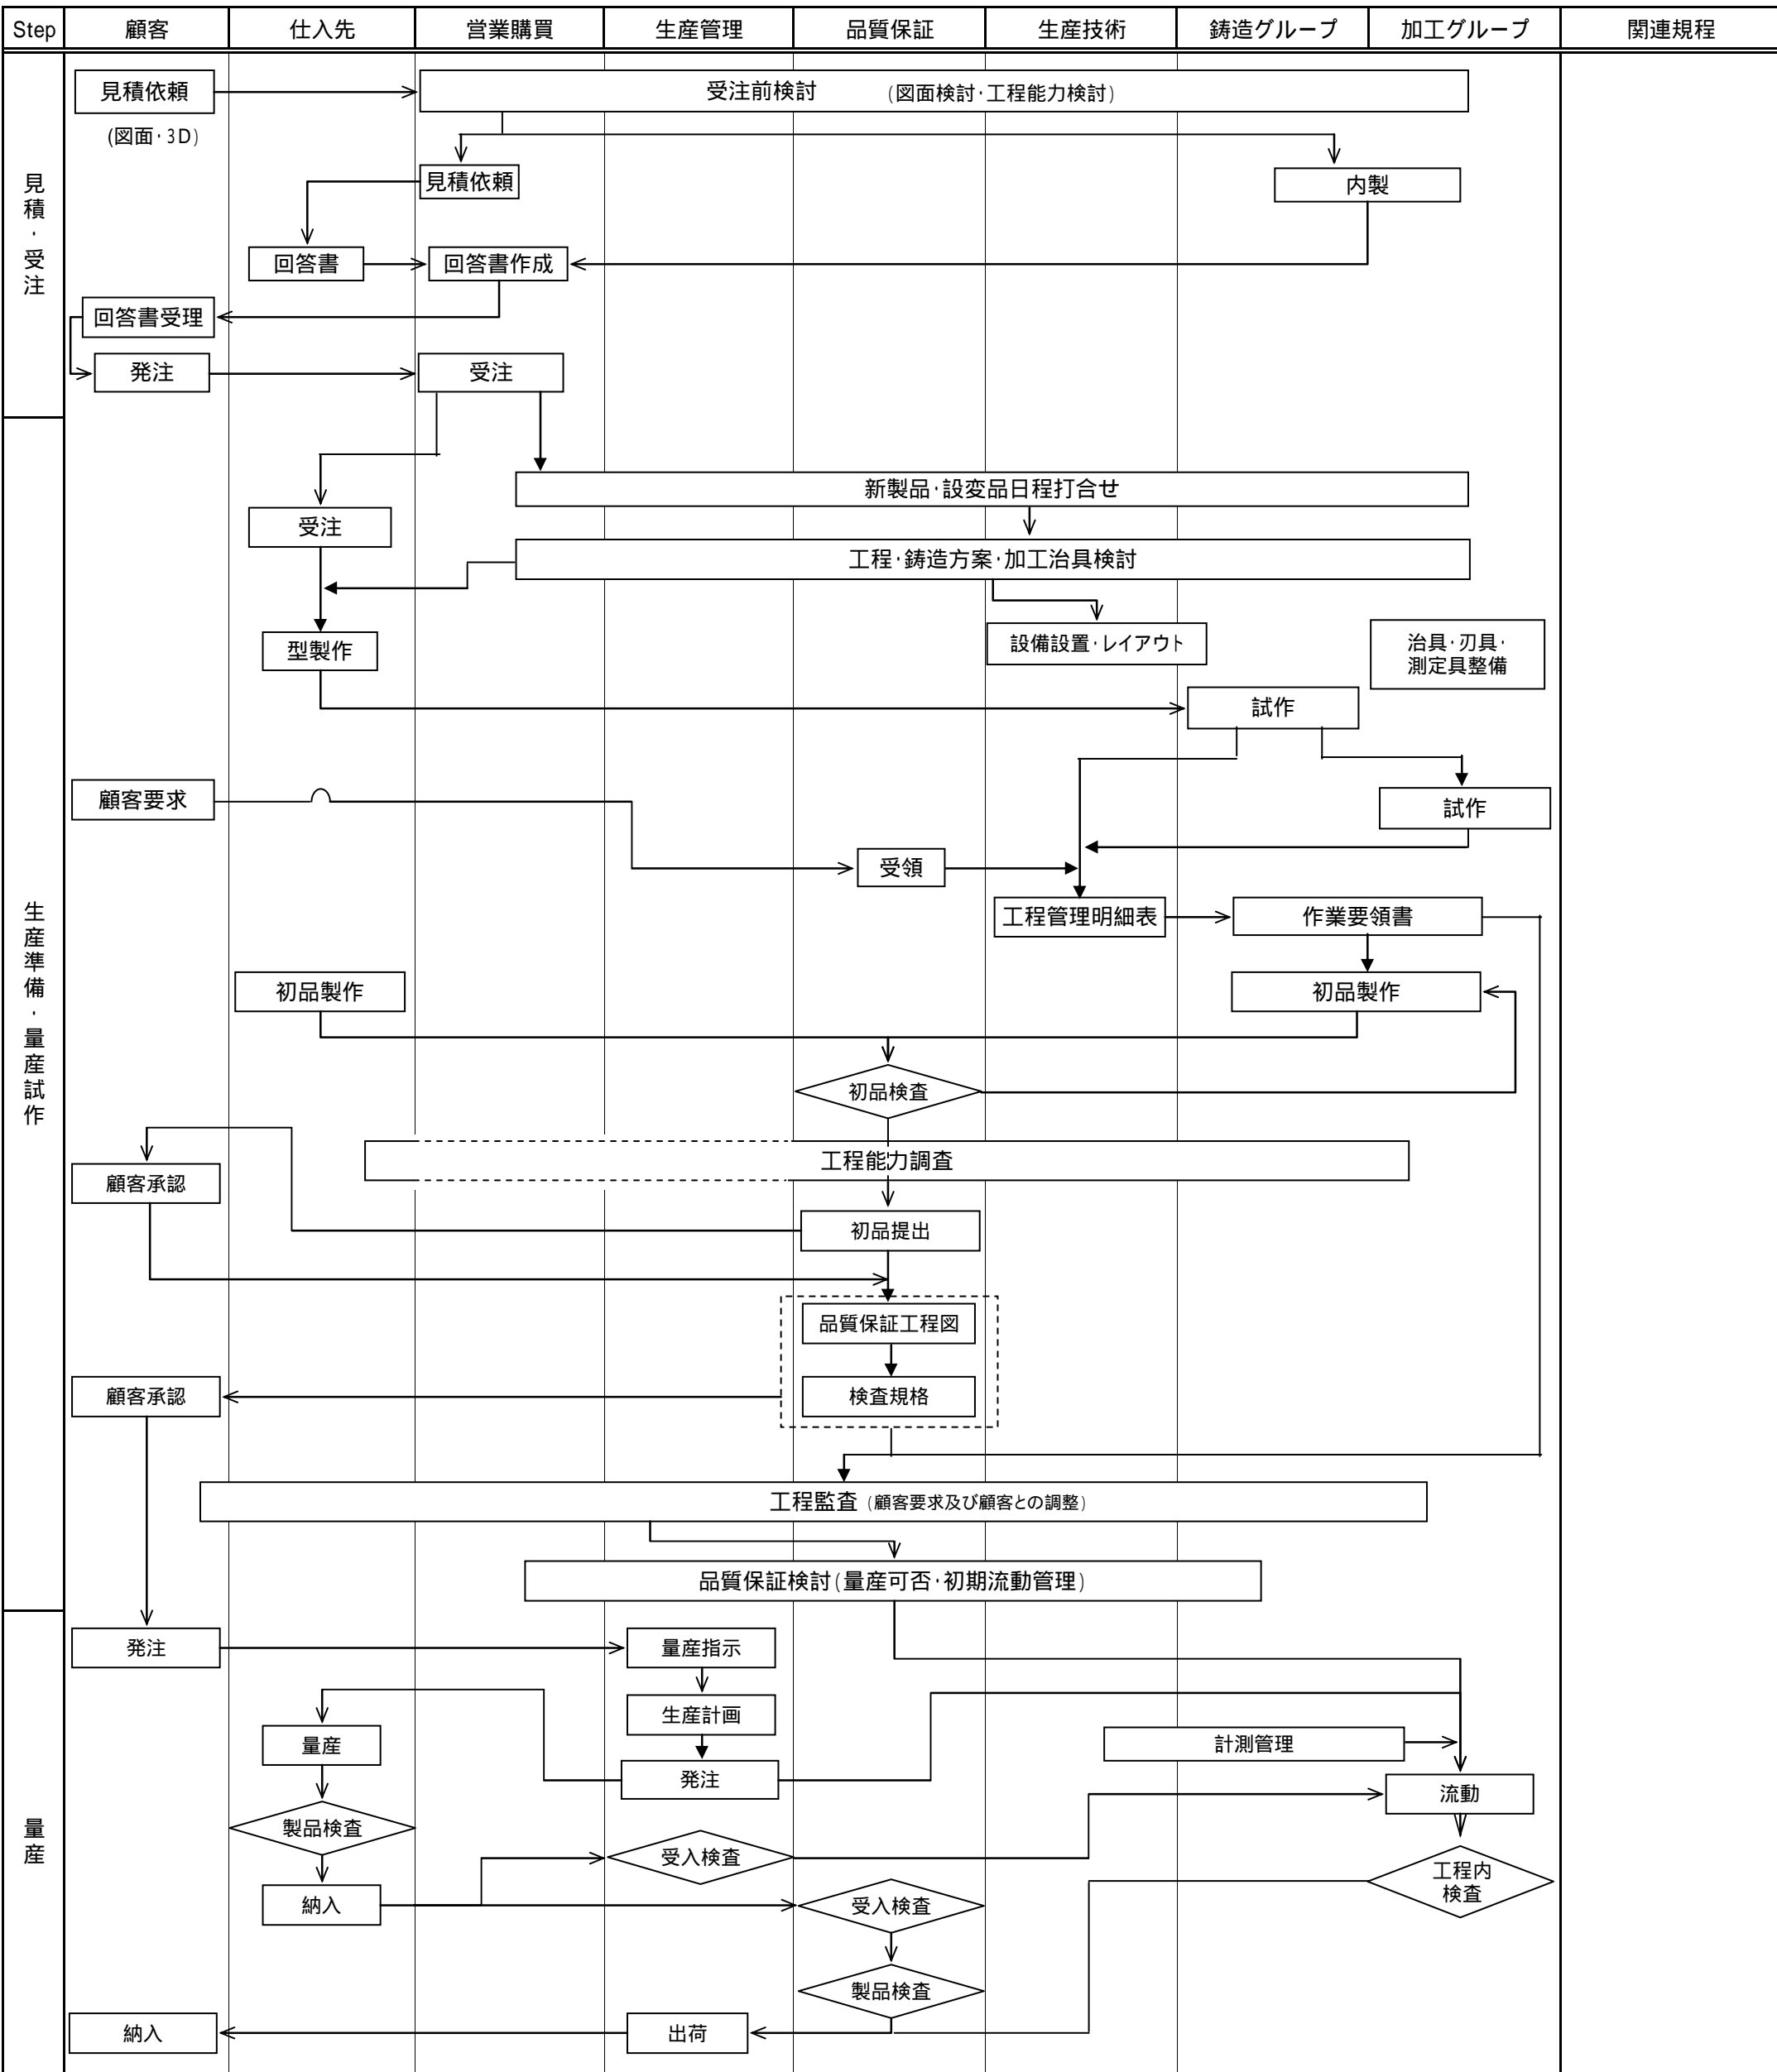 Step
顧客
仕入先
営業購買
生産管理
品質保証
生産技術
鋳造グループ
加工グループ
関連規程
見積・受注
見積依頼
(図面・3D)
受注前検討 (図面検討・工程能力検討)
見積依頼
内製
回答書
回答書作成
回答書受理
発注
受注
生産準備・量産試作
新製品・設変品日程打合せ
受注
工程・鋳造方案・加工治具検討
型製作
設備設置・レイアウト
治具・刃具・
測定具整備
試作
顧客要求
試作
受領
工程管理明細表
作業要領書
初品製作
初品製作
初品検査
工程能力調査
顧客承認
初品提出
品質保証工程図
顧客承認
検査規格
工程監査 (顧客要求及び顧客との調整)
品質保証検討(量産可否・初期流動管理)
量産
発注
量産指示
生産計画
量産
計測管理
発注
流動
製品検査
受入検査
工程内
検査
納入
受入検査
製品検査
納入
出荷